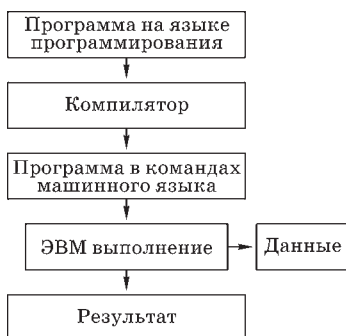 Программа на языке
программирования
Компилятор
Программа в командах
машинного языка
ЭВМ выполнение
Данные
Результат